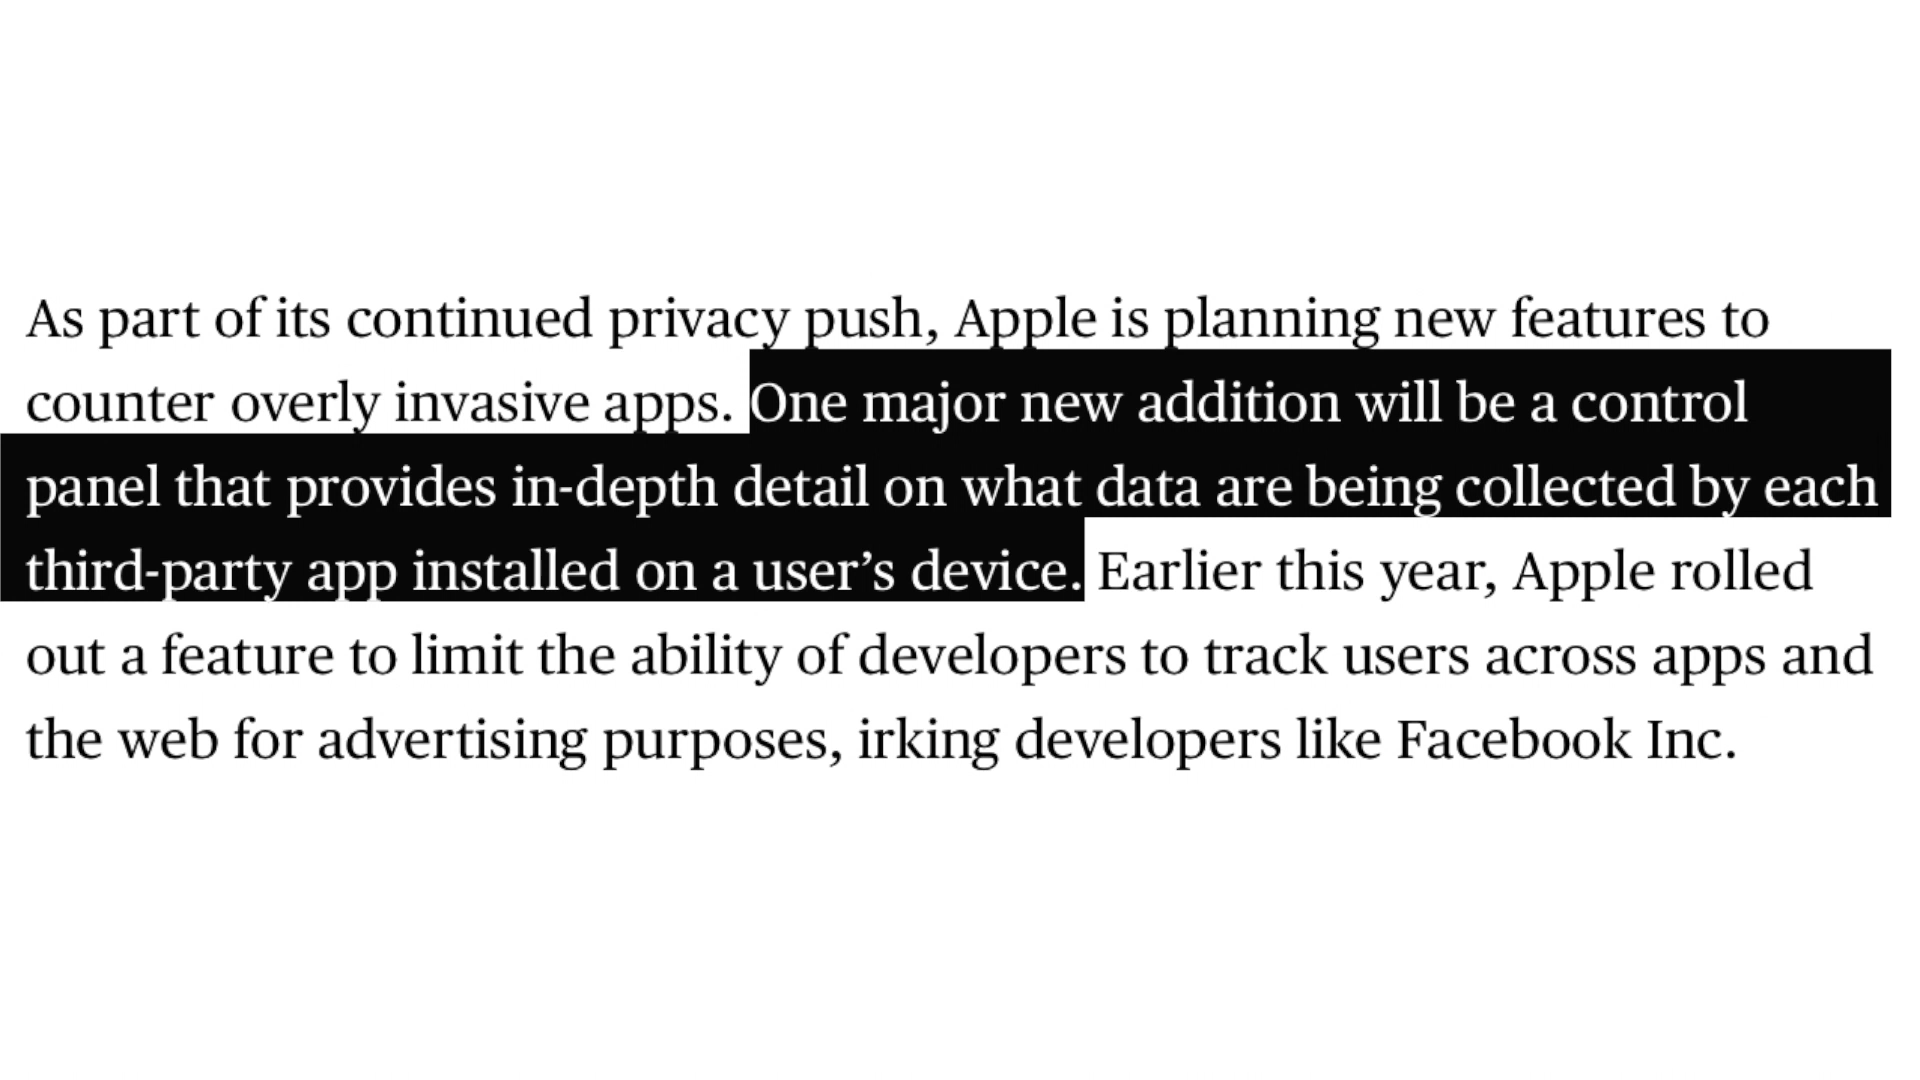 As part of its continued privacy push, Apple is planning new features to
counter overly invasive apps. One major new addition will be a control
panel that provides in-depth detail on what data are being collected by each
third-party app installed on a user’s device. Earlier this year, Apple rolled
out a feature to limit the ability of developers to track users across apps and
the web for advertising purposes, irking developers like Facebook Inc.